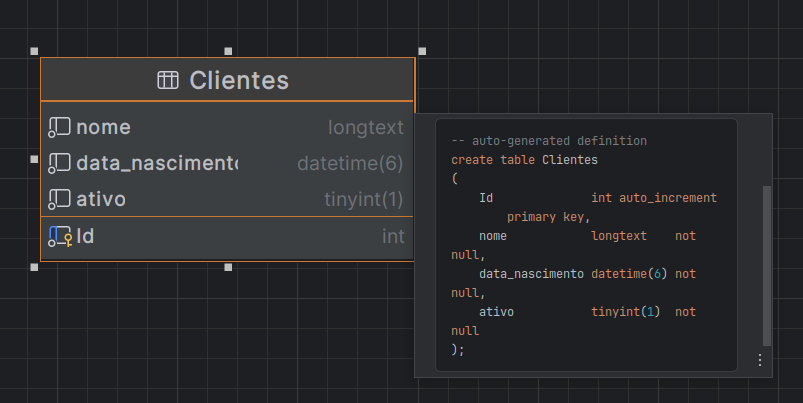 Clientes
nome longtext
data_nascimento datetime(6)
ativo tinyint(1)
Id int
-- auto-generated definition
create table Clientes
(
Id int auto_increment
primary key,
nome longtext not
null,
data_nascimento datetime(6) not
null,
ativo tinyint(1) not
null
);